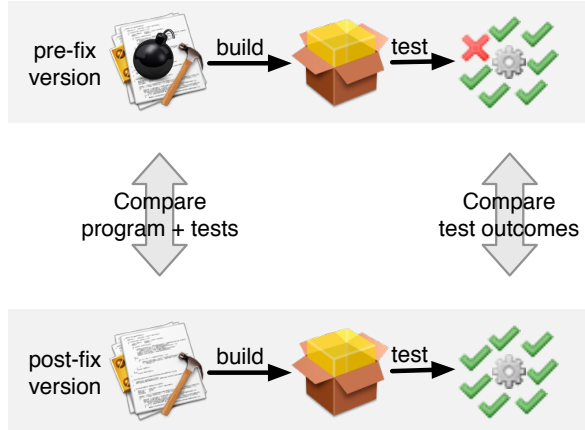 pre-fix
version
build
test
Compare
program + tests
Compare
test outcomes
post-fix
version
build
test